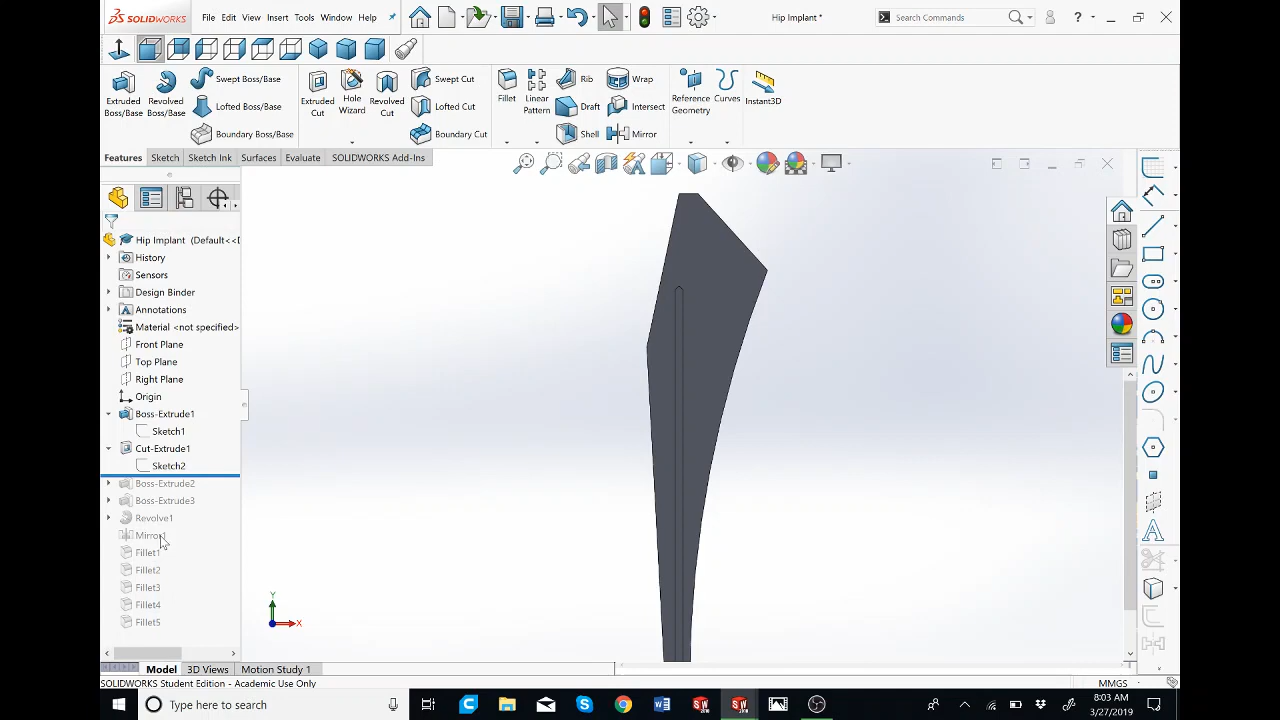 SOLIDWORKS File Edit View Insert Tools Window Help Hip Implant * Search Commands ?
Extruded Boss/Base Revolved Boss/Base Swept Boss/Base Lofted Boss/Base Boundary Boss/Base Extruded Cut Hole Wizard Revolved Cut Swept Cut Lofted Cut Boundary Cut Fillet Linear Pattern Rib Draft Shell Wrap Intersect Mirror Reference Geometry Curves Instant3D
Features Sketch Sketch Ink Surfaces Evaluate SOLIDWORKS Add-Ins
Hip Implant (Default<<D
History
Sensors
Design Binder
Annotations
Material <not specified>
Front Plane
Top Plane
Right Plane
Origin
Boss-Extrude1
Sketch1
Cut-Extrude1
Sketch2
Boss-Extrude2
Boss-Extrude3
Revolve1
Mirror1
Fillet1
Fillet2
Fillet3
Fillet4
Fillet5
Y
X
Model 3D Views Motion Study 1
SOLIDWORKS Student Edition - Academic Use Only MMGS
Type here to search 8:03 AM
3/27/2019